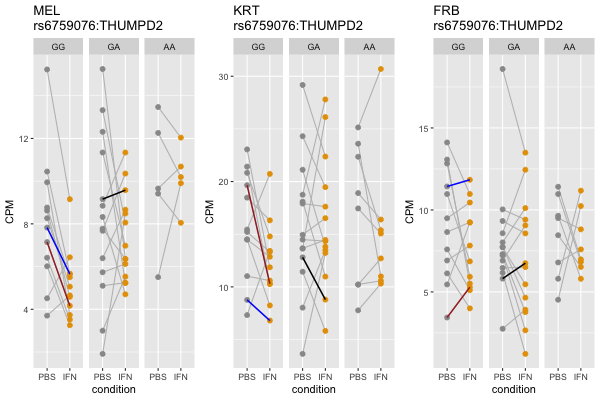 MEL
rs6759076:THUMPD2
GG GA AA
CPM
12
8
4
PBS IFN PBS IFN PBS IFN
condition
KRT
rs6759076:THUMPD2
GG GA AA
CPM
30
20
10
PBS IFN PBS IFN PBS IFN
condition
FRB
rs6759076:THUMPD2
GG GA AA
CPM
15
10
5
PBS IFN PBS IFN PBS IFN
condition